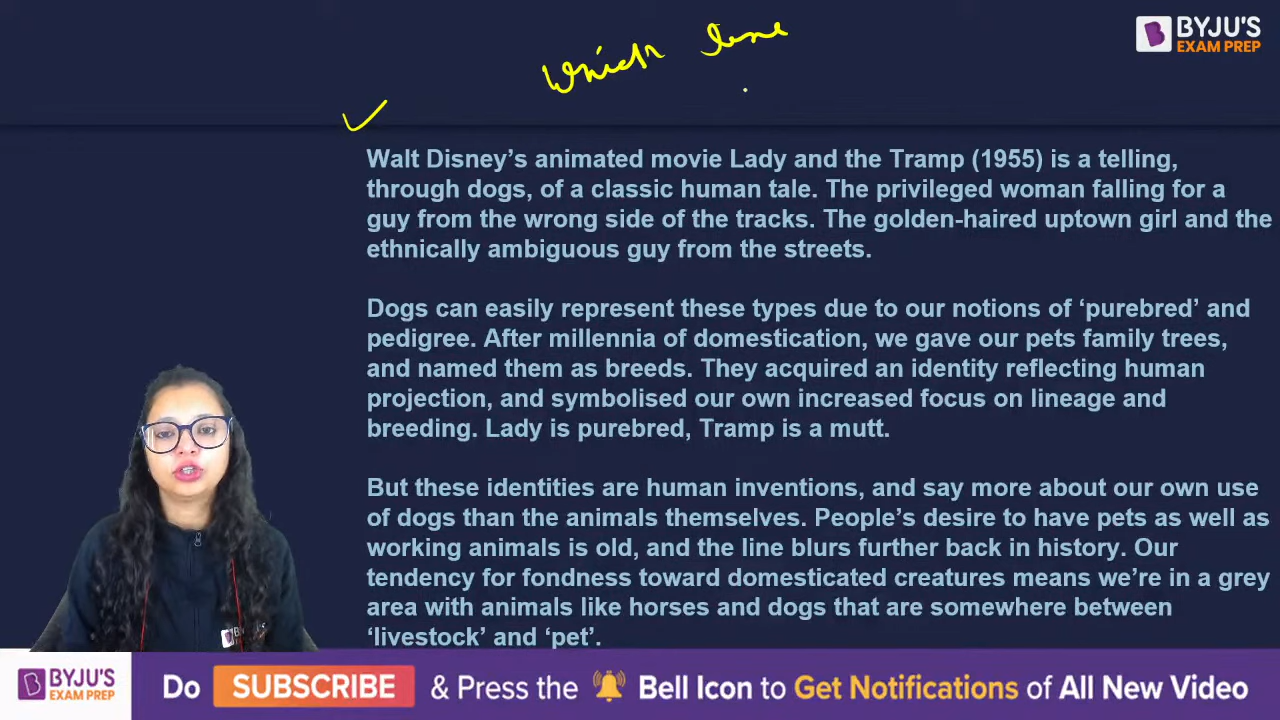 Which line
BYJU'S
EXAM PREP
Walt Disney's animated movie Lady and the Tramp (1955) is a telling,
through dogs, of a classic human tale. The privileged woman falling for a
guy from the wrong side of the tracks. The golden-haired uptown girl and the
ethnically ambiguous guy from the streets.
Dogs can easily represent these types due to our notions of ‘purebred’ and
pedigree. After millennia of domestication, we gave our pets family trees,
and named them as breeds. They acquired an identity reflecting human
projection, and symbolised our own increased focus on lineage and
breeding. Lady is purebred, Tramp is a mutt.
But these identities are human inventions, and say more about our own use
of dogs than the animals themselves. People’s desire to have pets as well as
working animals is old, and the line blurs further back in history. Our
tendency for fondness toward domesticated creatures means we’re in a grey
area with animals like horses and dogs that are somewhere between
‘livestock’ and ‘pet’.
BYJU'S
BYJU'S
EXAM PREP
Do SUBSCRIBE & Press the Bell Icon to Get Notifications of All New Video